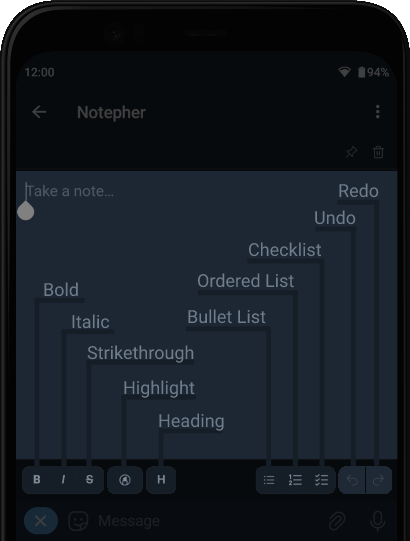 12:00 94%
Notepher
Take a note...
Redo
Undo
Checklist
Ordered List
Bold
Bullet List
Italic
Strikethrough
Highlight
Heading
B I S A H
Message